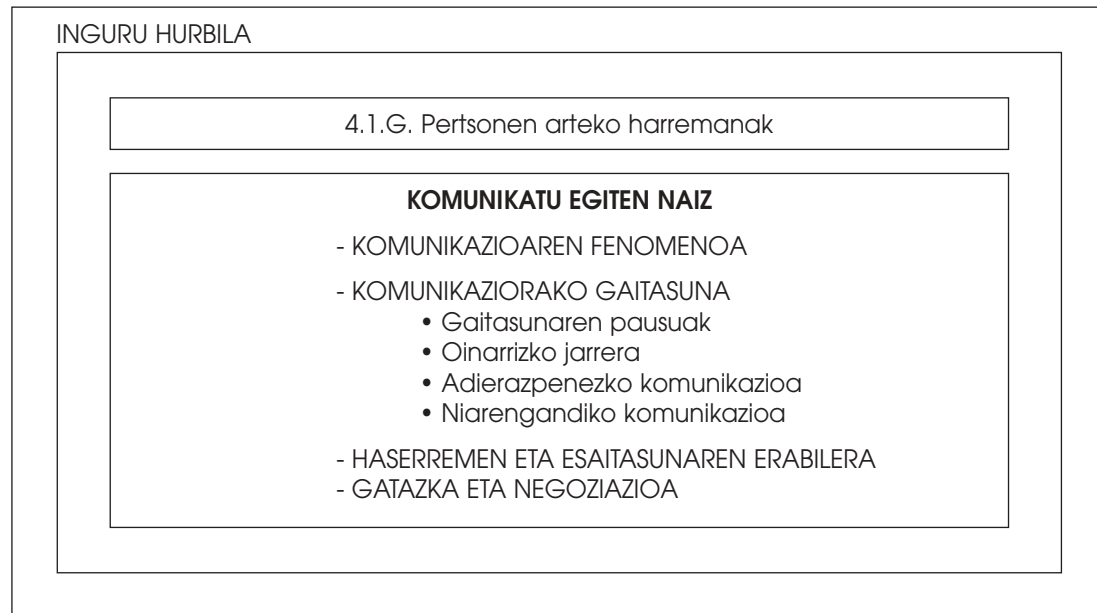 INGURU HURBILA
4.1.G. Pertsonen arteko harremanak
KOMUNIKATU EGITEN NAIZ
- KOMUNIKAZIOAREN FENOMENOA
- KOMUNIKAZIORAKO GAITASUNA
• Gaitasunaren pausuak
• Oinarrizko jarrera
• Adierazpenezko komunikazioa
• Niarengandiko komunikazioa
- HASERREMEN ETA ESAITASUNAREN ERABILERA
- GATAZKA ETA NEGOZIAZIOA